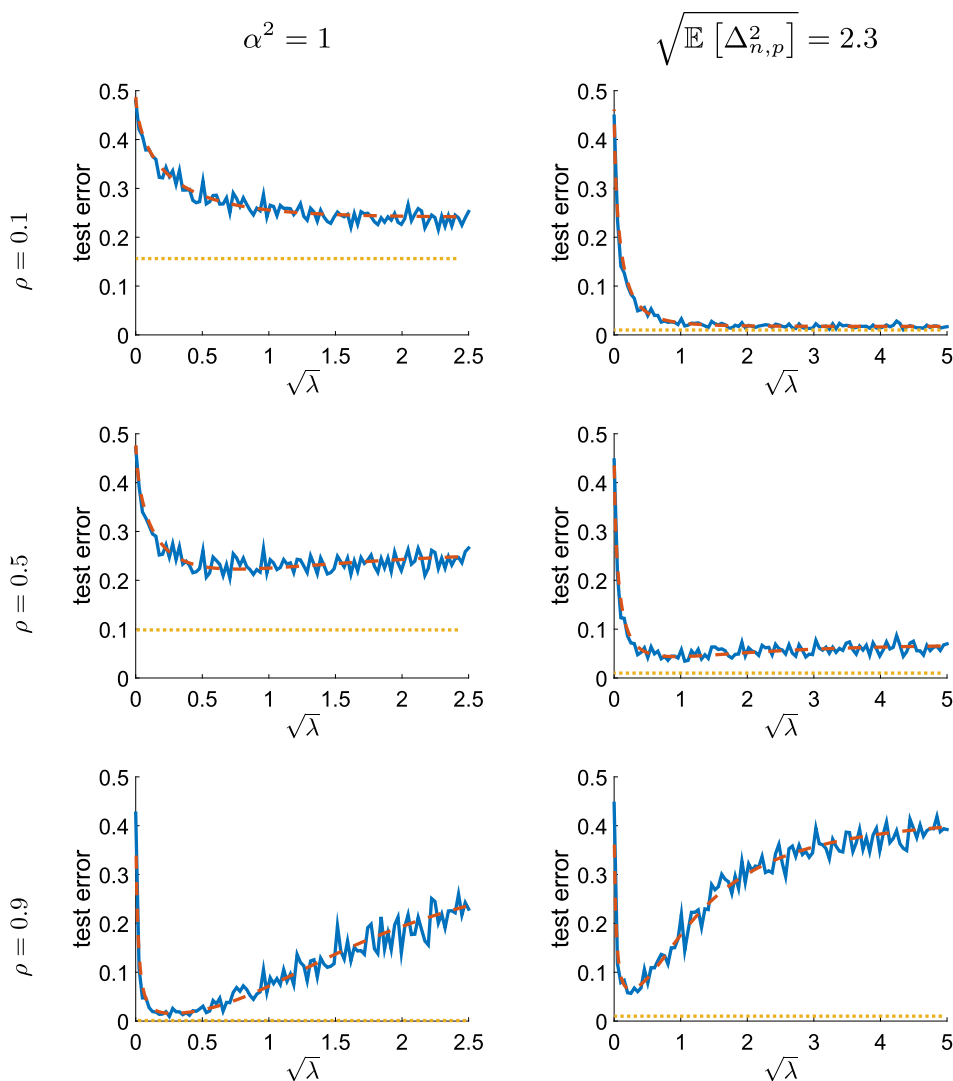 α² = 1
√(𝔼 [Δ²ₙ,ₚ]) = 2.3
ρ = 0.1
test error
0.5
0.4
0.3
0.2
0.1
0
0 0.5 1 1.5 2 2.5
√λ
test error
0.5
0.4
0.3
0.2
0.1
0
0 1 2 3 4 5
√λ
ρ = 0.5
test error
0.5
0.4
0.3
0.2
0.1
0
0 0.5 1 1.5 2 2.5
√λ
test error
0.5
0.4
0.3
0.2
0.1
0
0 1 2 3 4 5
√λ
ρ = 0.9
test error
0.5
0.4
0.3
0.2
0.1
0
0 0.5 1 1.5 2 2.5
√λ
test error
0.5
0.4
0.3
0.2
0.1
0
0 1 2 3 4 5
√λ